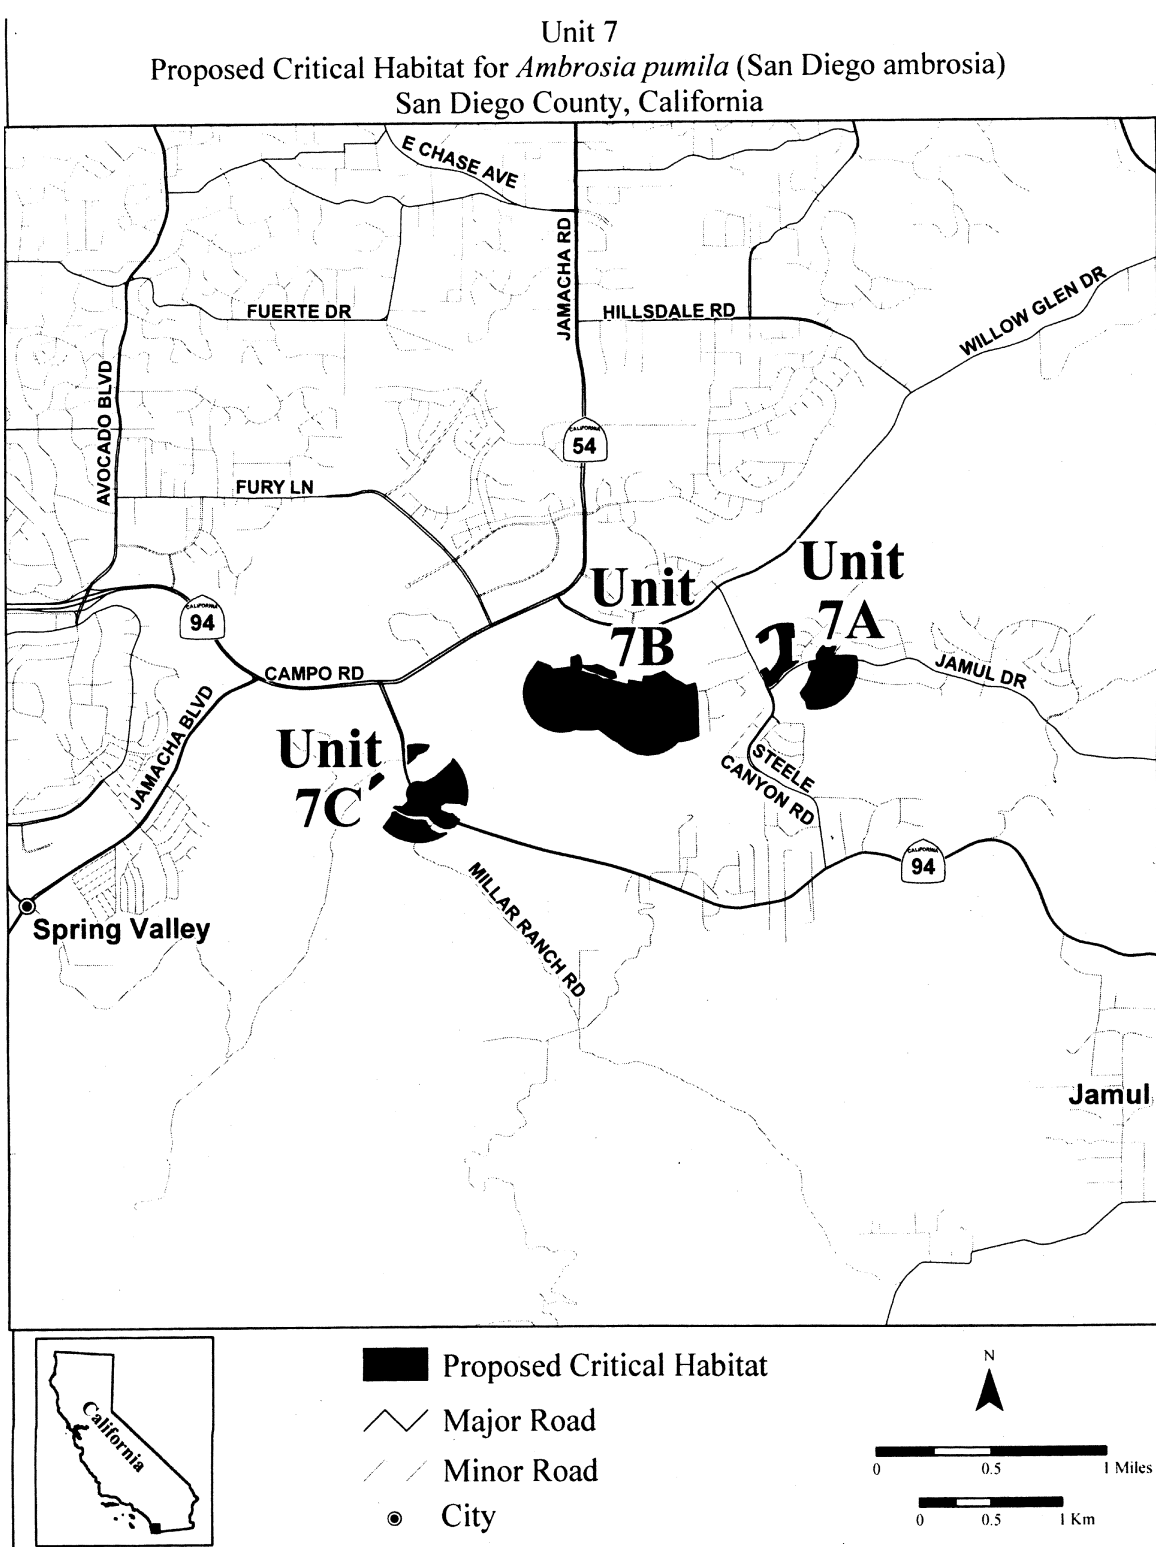 Unit 7
Proposed Critical Habitat for Ambrosia pumila (San Diego ambrosia)
San Diego County, California
E CHASE AVE
JAMACHA RD
FUERTE DR
HILLSDALE RD
WILLOW GLEN DR
AVOCADO BLVD
CALIFORNIA
54
FURY LN
Unit
7A
Unit
7B
CALIFORNIA
94
CAMPO RD
JAMUL DR
JAMACHA BLVD
Unit
7C
STEELE
CANYON RD
CALIFORNIA
94
MILLAR RANCH RD
Spring Valley
Jamul
California
Proposed Critical Habitat
Major Road
Minor Road
City
N
0 0.5 1 Miles
0 0.5 1 Km